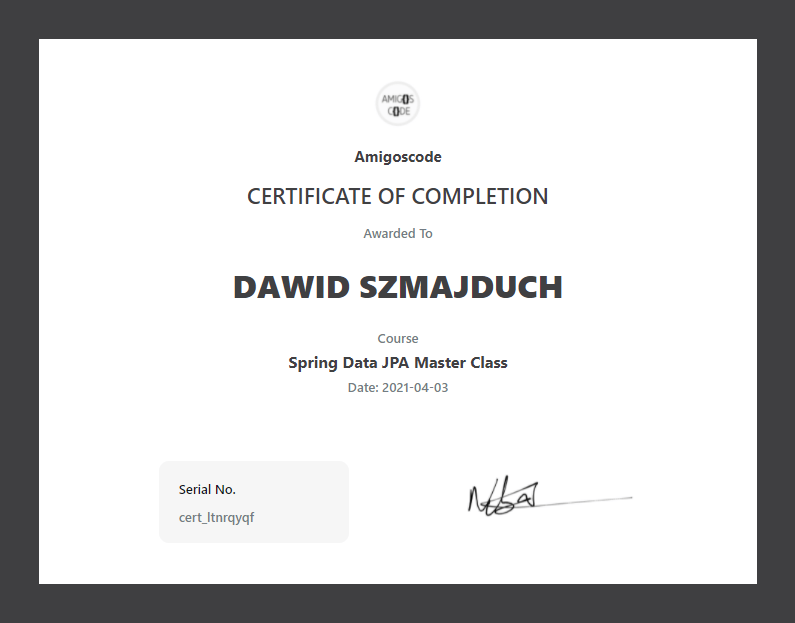 AMIGOS
CODE
Amigoscode
CERTIFICATE OF COMPLETION
Awarded To
DAWID SZMAJDUCH
Course
Spring Data JPA Master Class
Date: 2021-04-03
Serial No.
cert_ltnrqyqf